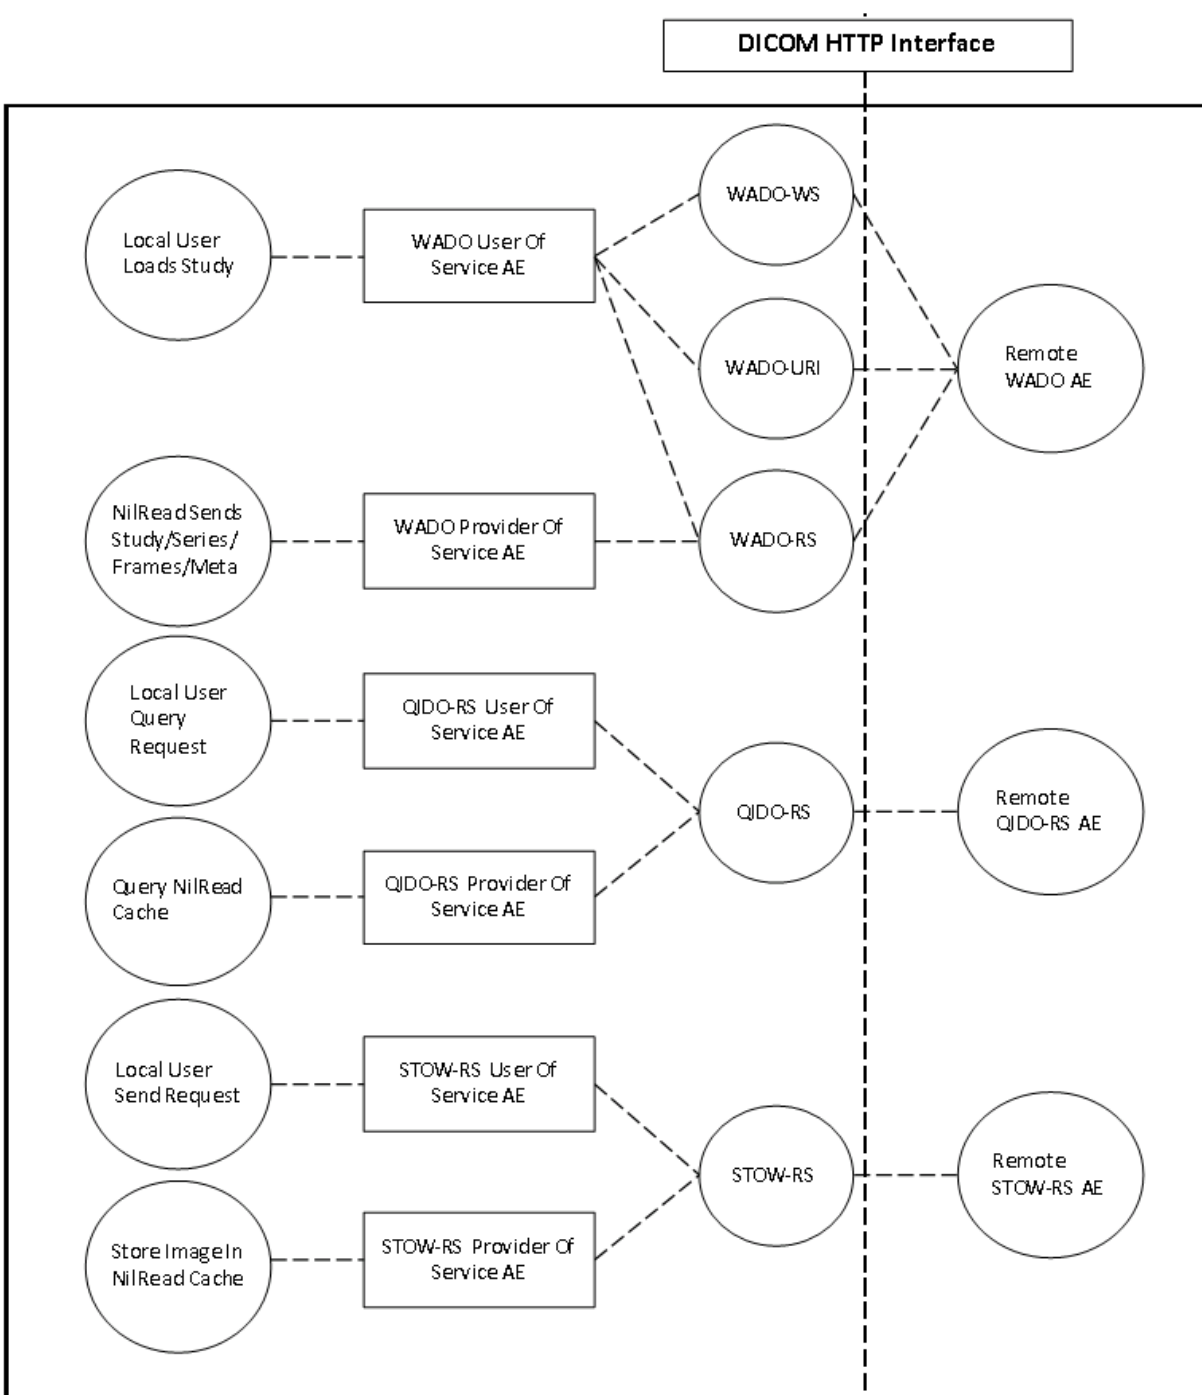 DICOM HTTP Interface
Local User
Loads Study
WADO User Of
Service AE
WADO-WS
WADO-URI
Remote
WADO AE
NilRead Sends
Study/Series/
Frames/Meta
WADO Provider Of
Service AE
WADO-RS
Local User
Query
Request
QIDO-RS User Of
Service AE
QIDO-RS
Remote
QIDO-RS AE
Query NilRead
Cache
QIDO-RS Provider Of
Service AE
Local User
Send Request
STOW-RS User Of
Service AE
STOW-RS
Remote
STOW-RS AE
Store Image In
NilRead Cache
STOW-RS Provider Of
Service AE